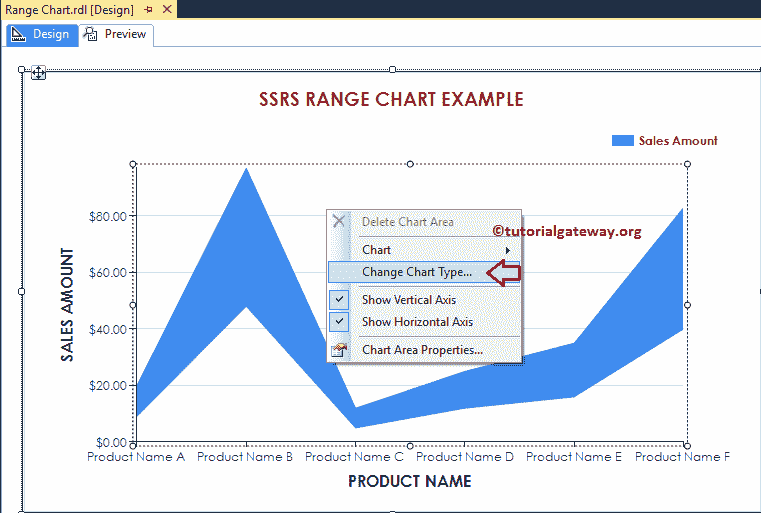 Range Chart.rdl [Design]
Design
Preview
SSRS RANGE CHART EXAMPLE
Sales Amount
Delete Chart Area
©tutorialgateway.org
Chart
Change Chart Type...
Show Vertical Axis
Show Horizontal Axis
Chart Area Properties...
SALES AMOUNT
$80.00
$60.00
$40.00
$20.00
$0.00
Product Name A
Product Name B
Product Name C
Product Name D
Product Name E
Product Name F
PRODUCT NAME